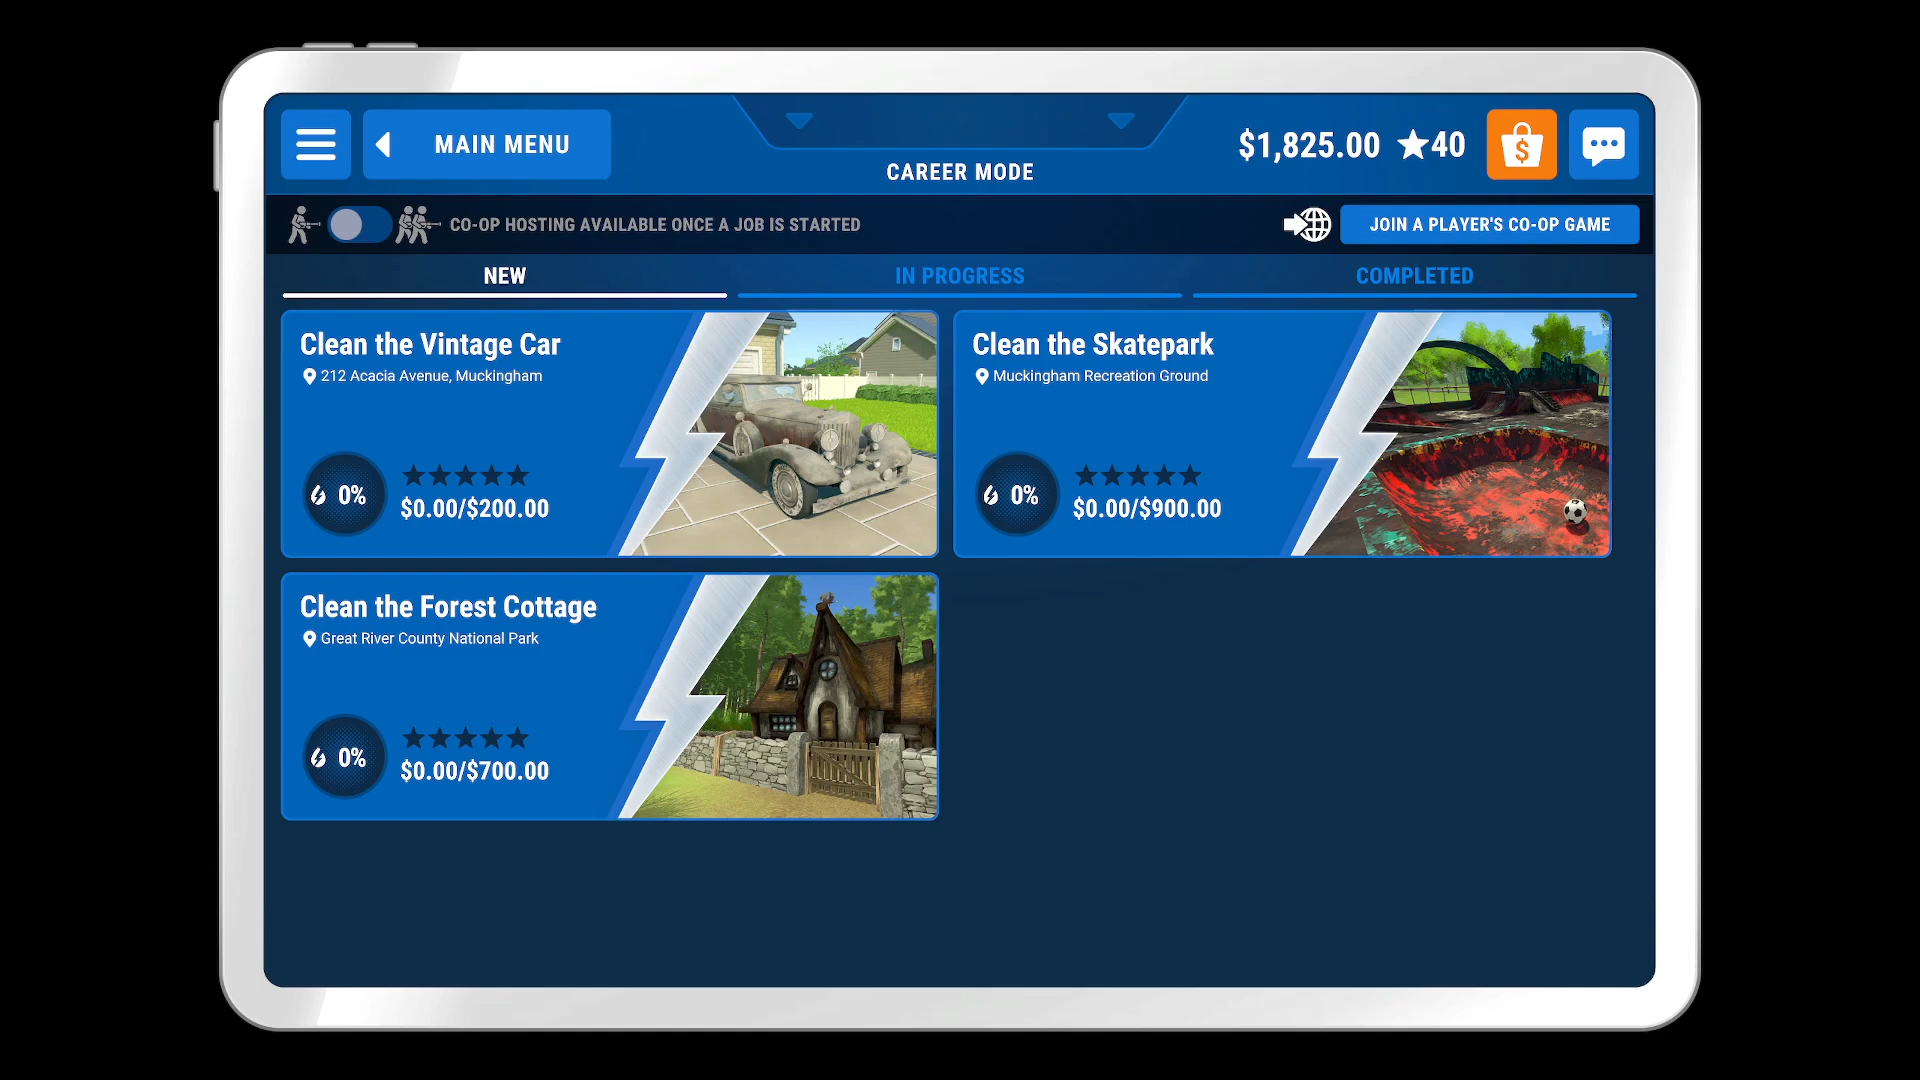 MAIN MENU
CAREER MODE
$1,825.00 ★40
CO-OP HOSTING AVAILABLE ONCE A JOB IS STARTED
JOIN A PLAYER'S CO-OP GAME
NEW
IN PROGRESS
COMPLETED
Clean the Vintage Car
212 Acacia Avenue, Muckingham
0%
$0.00/$200.00
Clean the Skatepark
Muckingham Recreation Ground
0%
$0.00/$900.00
Clean the Forest Cottage
Great River County National Park
0%
$0.00/$700.00